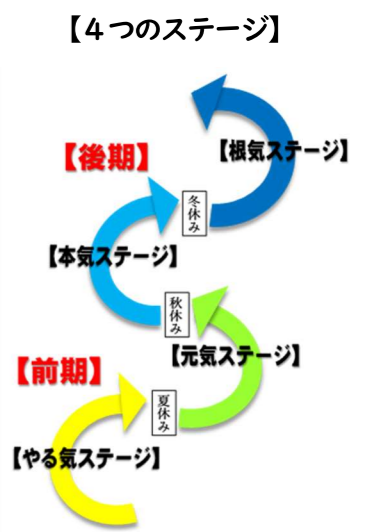 【４つのステージ】
【根気ステージ】
【後期】
冬休み
【本気ステージ】
秋休み
【元気ステージ】
【前期】
夏休み
【やる気ステージ】